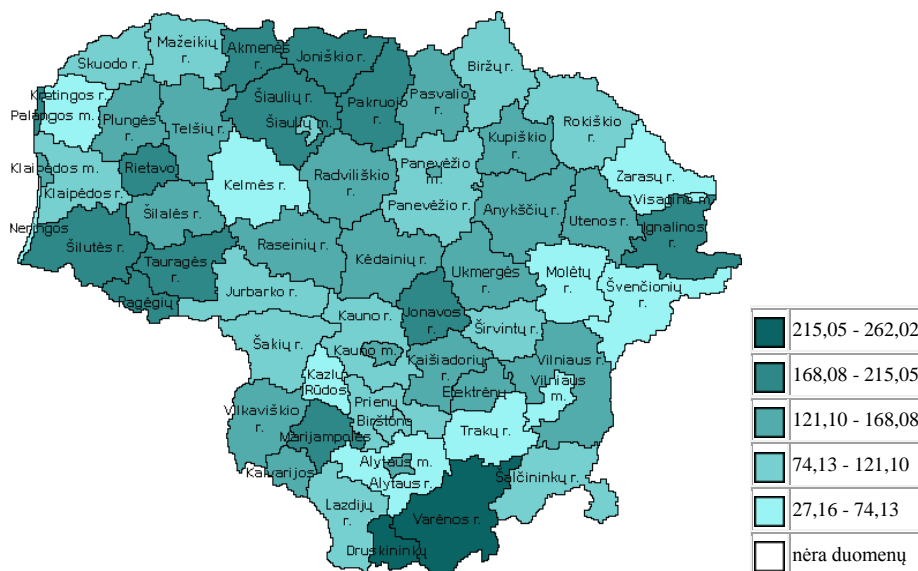 Skuodo r.
Mažeikių
r.
Akmenės
r.
Joniškio r.
Biržų r.
Kretingos r.
Palangos m.
Plungės
r.
Telšių r.
Šiaulių r.
Šiaulių m.
Pakruojo
r.
Pasvalio
r.
Kupiškio
r.
Rokiškio
r.
Klaipėdos m.
Klaipėdos r.
Rietavo
Kelmės r.
Radviliškio
r.
Panevėžio
m.
Panevėžio r.
Zarasų r.
Visagino m.
Anykščių r.
Utenos r.
Ignalinos
r.
Neringos
Šilutės r.
Šilalės
r.
Tauragės
r.
Raseinių r.
Kėdainių r.
Ukmergės
r.
Molėtų
r.
Švenčionių
r.
Pagėgių
Jurbarko r.
Kauno r.
Jonavos
r.
Širvintų
r.
Šakių r.
Kauno m.
Kaišiadorių
r.
Vilniaus r.
Vilniaus
m.
Kazlų
Rūdos
Elektrėnų
Prienų
r.
Birštono
Vilkaviškio
r.
Marijampolės
Trakų r.
Kalvarijos
Alytaus m.
Alytaus r.
Šalčininkų r.
Lazdijų
r.
Varėnos r.
Druskininkų
215,05 - 262,02
168,08 - 215,05
121,10 - 168,08
74,13 - 121,10
27,16 - 74,13
nėra duomenų